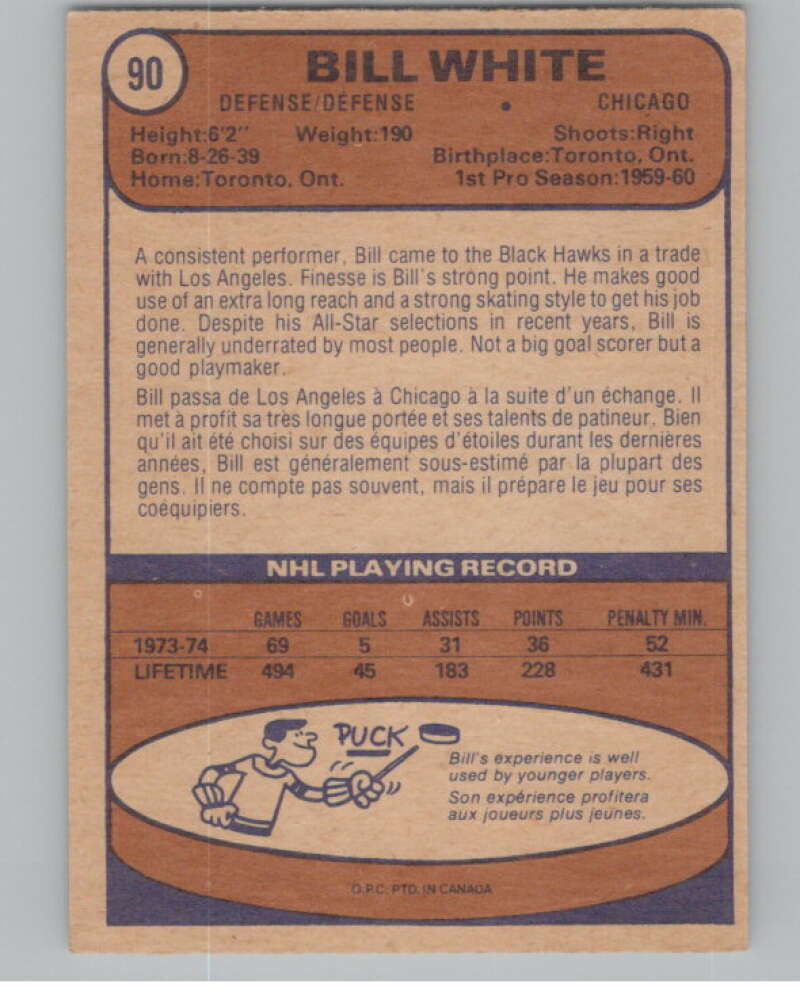 90
BILL WHITE
DEFENSE/DÉFENSE • CHICAGO
Height:6'2" Weight:190 Shoots:Right
Born:8-26-39 Birthplace:Toronto, Ont.
Home:Toronto, Ont. 1st Pro Season:1959-60
A consistent performer, Bill came to the Black Hawks in a trade
with Los Angeles. Finesse is Bill's strong point. He makes good
use of an extra long reach and a strong skating style to get his job
done. Despite his All-Star selections in recent years, Bill is
generally underrated by most people. Not a big goal scorer but a
good playmaker.
Bill passa de Los Angeles à Chicago à la suite d'un échange. Il
met à profit sa très longue portée et ses talents de patineur. Bien
qu'il ait été choisi sur des équipes d'étoiles durant les dernières
années, Bill est généralement sous-estimé par la plupart des
gens. Il ne compte pas souvent, mais il prépare le jeu pour ses
coéquipiers.
NHL PLAYING RECORD
GAMES GOALS ASSISTS POINTS PENALTY MIN.
1973-74 69 5 31 36 52
LIFETIME 494 45 183 228 431
PUCK
Bill's experience is well
used by younger players.
Son expérience profitera
aux joueurs plus jeunes.
O.P.C. PTD. IN CANADA